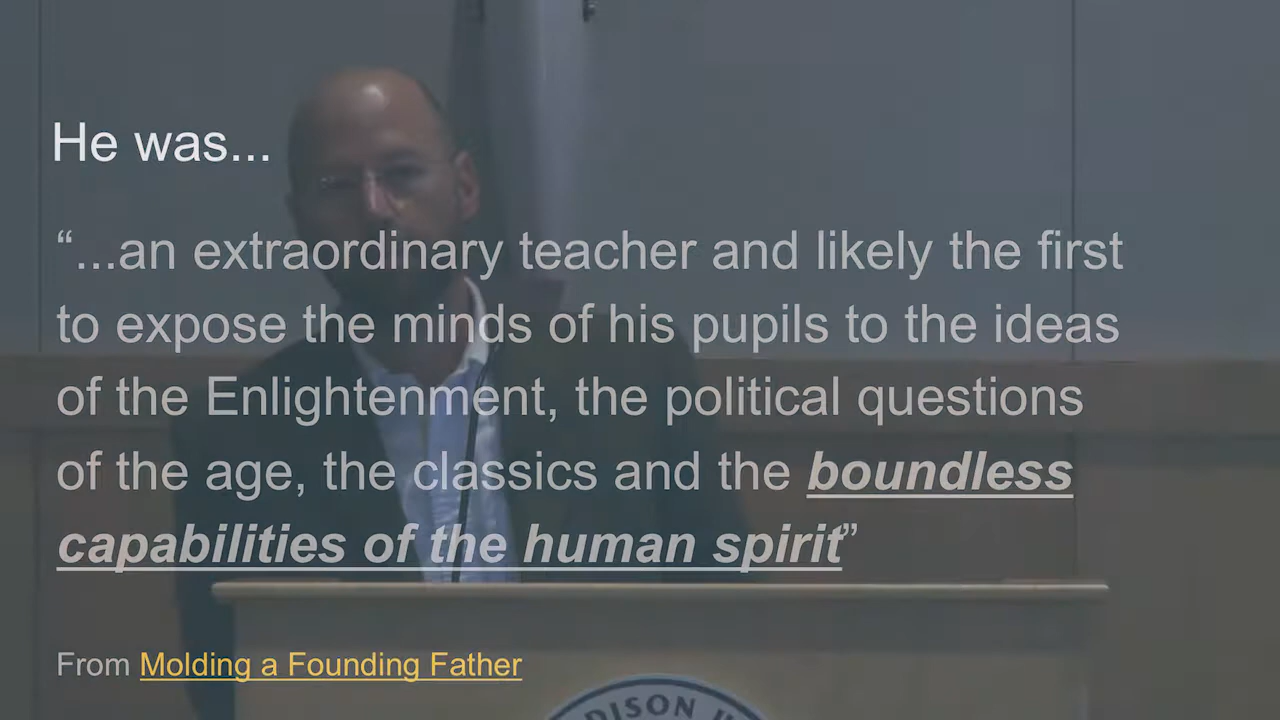 He was...
“...an extraordinary teacher and likely the first
to expose the minds of his pupils to the ideas
of the Enlightenment, the political questions
of the age, the classics and the boundless
capabilities of the human spirit”
From Molding a Founding Father